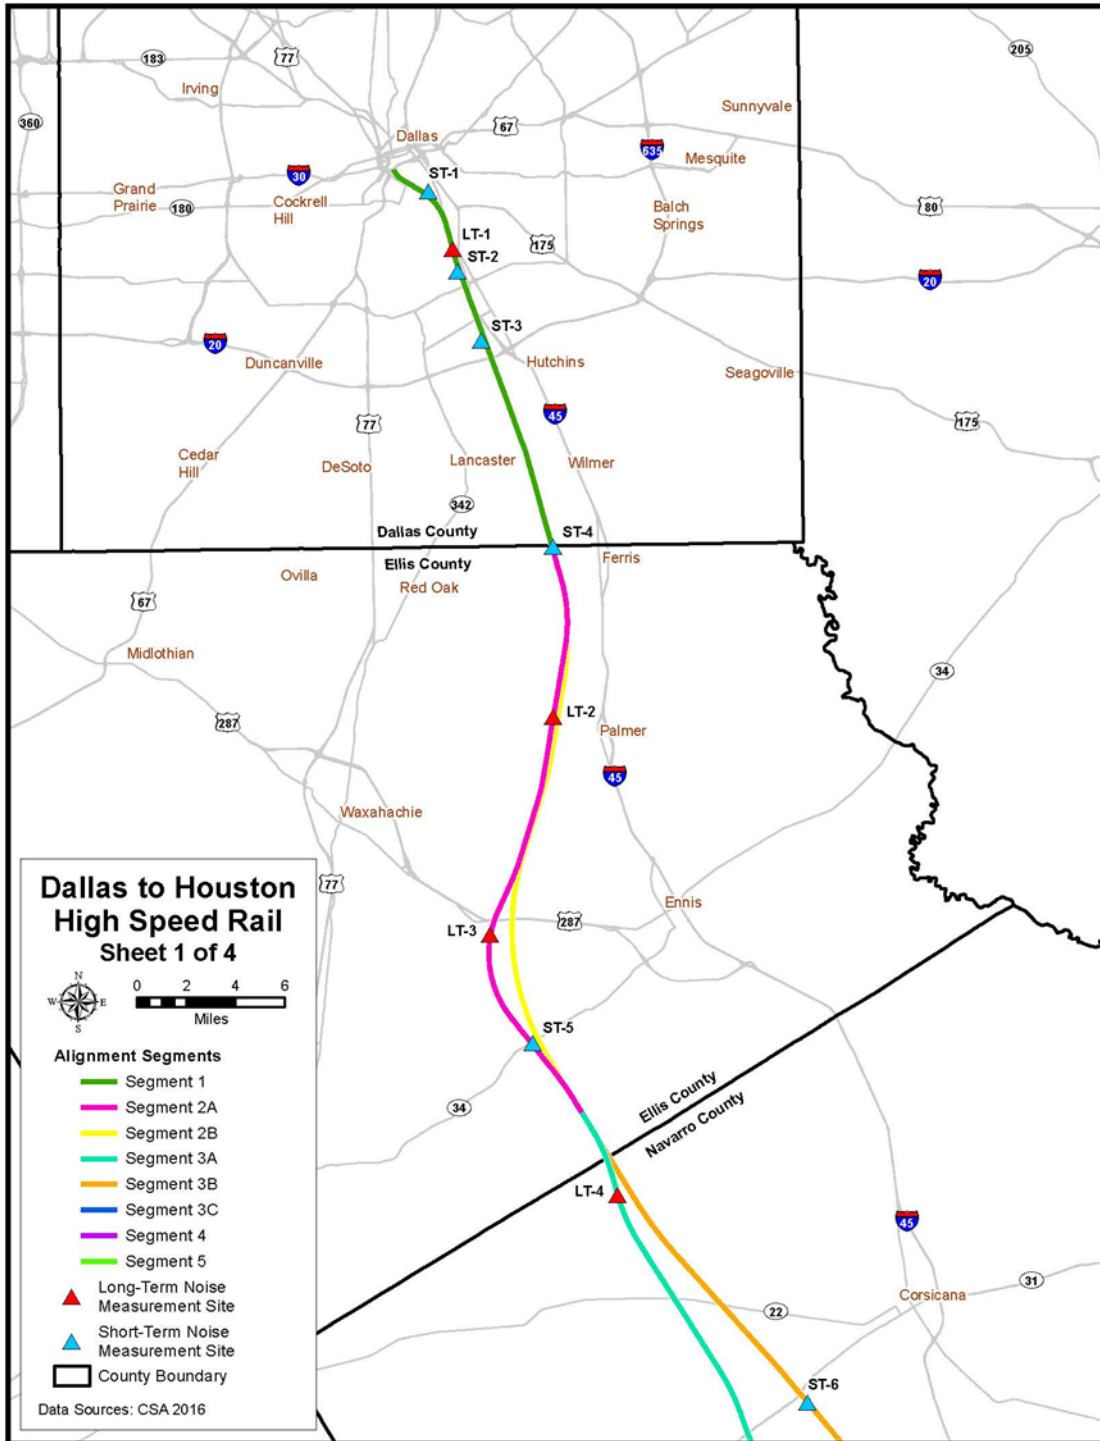 205
183
77
Irving
Sunnyvale
360
67
Dallas
635
Mesquite
30
ST-1
Grand
Prairie
180
Cockrell
Hill
Balch
Springs
80
LT-1
175
ST-2
20
ST-3
20
Duncanville
Hutchins
Seagoville
45
77
175
Cedar
Hill
DeSoto
Lancaster
Wilmer
342
Dallas County
ST-4
Ellis County
Ferris
Ovilla
Red Oak
67
Midlothian
34
287
LT-2
Palmer
45
Waxahachie
77
Ennis
287
LT-3
ST-5
34
Ellis County
Navarro County
LT-4
45
31
22
Corsicana
ST-6
Dallas to Houston
High Speed Rail
Sheet 1 of 4
N
W E
S
0 2 4 6
Miles
Alignment Segments
Segment 1
Segment 2A
Segment 2B
Segment 3A
Segment 3B
Segment 3C
Segment 4
Segment 5
Long-Term Noise
Measurement Site
Short-Term Noise
Measurement Site
County Boundary
Data Sources: CSA 2016